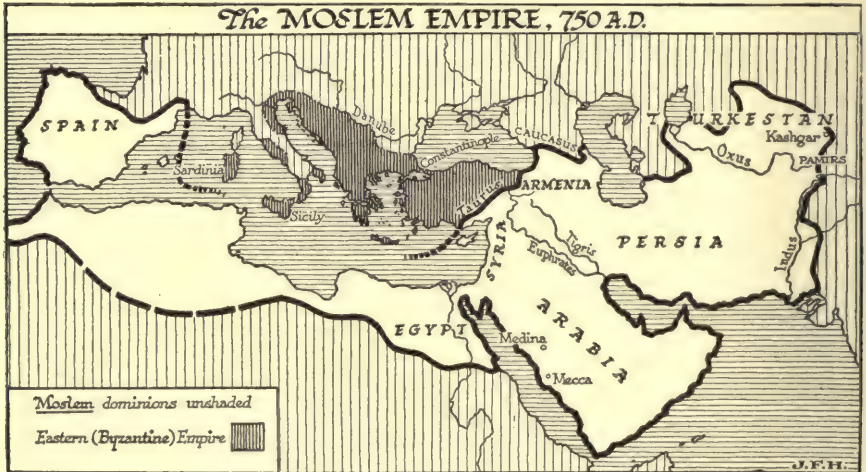 The MOSLEM EMPIRE, 750 A.D.
SPAIN
Sardinia
Sicily
Danube
Constantinople
CAUCASUS
Taurus
ARMENIA
TURKESTAN
Kashgar
Oxus
PAMIRS
PERSIA
Tigris
Euphrates
SYRIA
Indus
EGYPT
ARABIA
Medina
Mecca
Moslem dominions unshaded
Eastern (Byzantine) Empire
J.F.H.